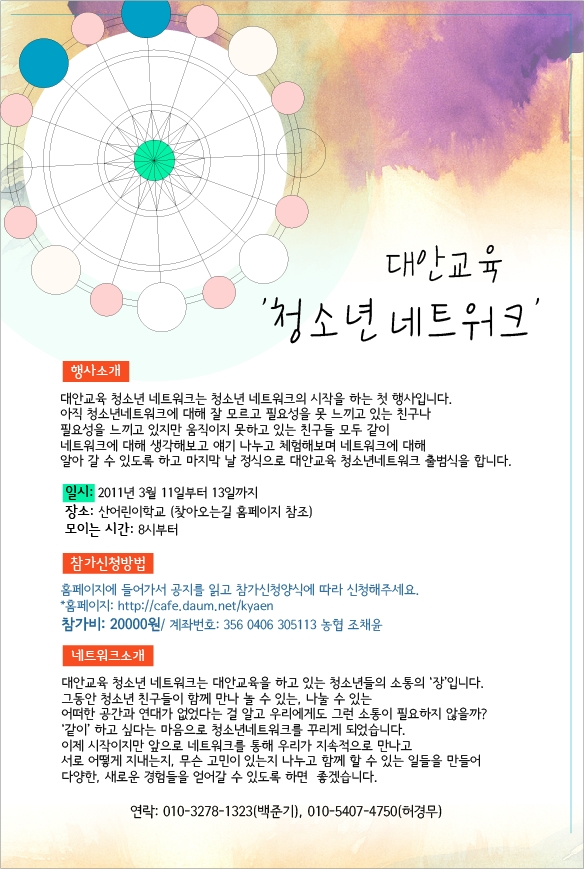 대안교육
'청소년 네트워크'
행사소개
대안교육 청소년 네트워크는 청소년 네트워크의 시작을 하는 첫 행사입니다.
아직 청소년네트워크에 대해 잘 모르고 필요성을 못 느끼고 있는 친구나
필요성을 느끼고 있지만 움직이지 못하고 있는 친구들 모두 같이
네트워크에 대해 생각해보고 얘기 나누고 체험해보며 네트워크에 대해
알아 갈 수 있도록 하고 마지막 날 정식으로 대안교육 청소년네트워크 출범식을 합니다.
일시: 2011년 3월 11일부터 13일까지
장소: 산어린이학교 (찾아오는길 홈페이지 참조)
모이는 시간: 8시부터
참가신청방법
홈페이지에 들어가서 공지를 읽고 참가신청양식에 따라 신청해주세요.
*홈페이지: http://cafe.daum.net/kyaen
참가비: 20000원/ 계좌번호: 356 0406 305113 농협 조채윤
네트워크소개
대안교육 청소년 네트워크는 대안교육을 하고 있는 청소년들의 소통의 '장'입니다.
그동안 청소년 친구들이 함께 만나 놀 수 있는, 나눌 수 있는
어떠한 공간과 연대가 없었다는 걸 알고 우리에게도 그런 소통이 필요하지 않을까?
'같이' 하고 싶다는 마음으로 청소년네트워크를 꾸리게 되었습니다.
이제 시작이지만 앞으로 네트워크를 통해 우리가 지속적으로 만나고
서로 어떻게 지내는지, 무슨 고민이 있는지 나누고 함께 할 수 있는 일들을 만들어
다양한, 새로운 경험들을 얻어갈 수 있도록 하면 좋겠습니다.
연락: 010-3278-1323(백준기), 010-5407-4750(허경무)